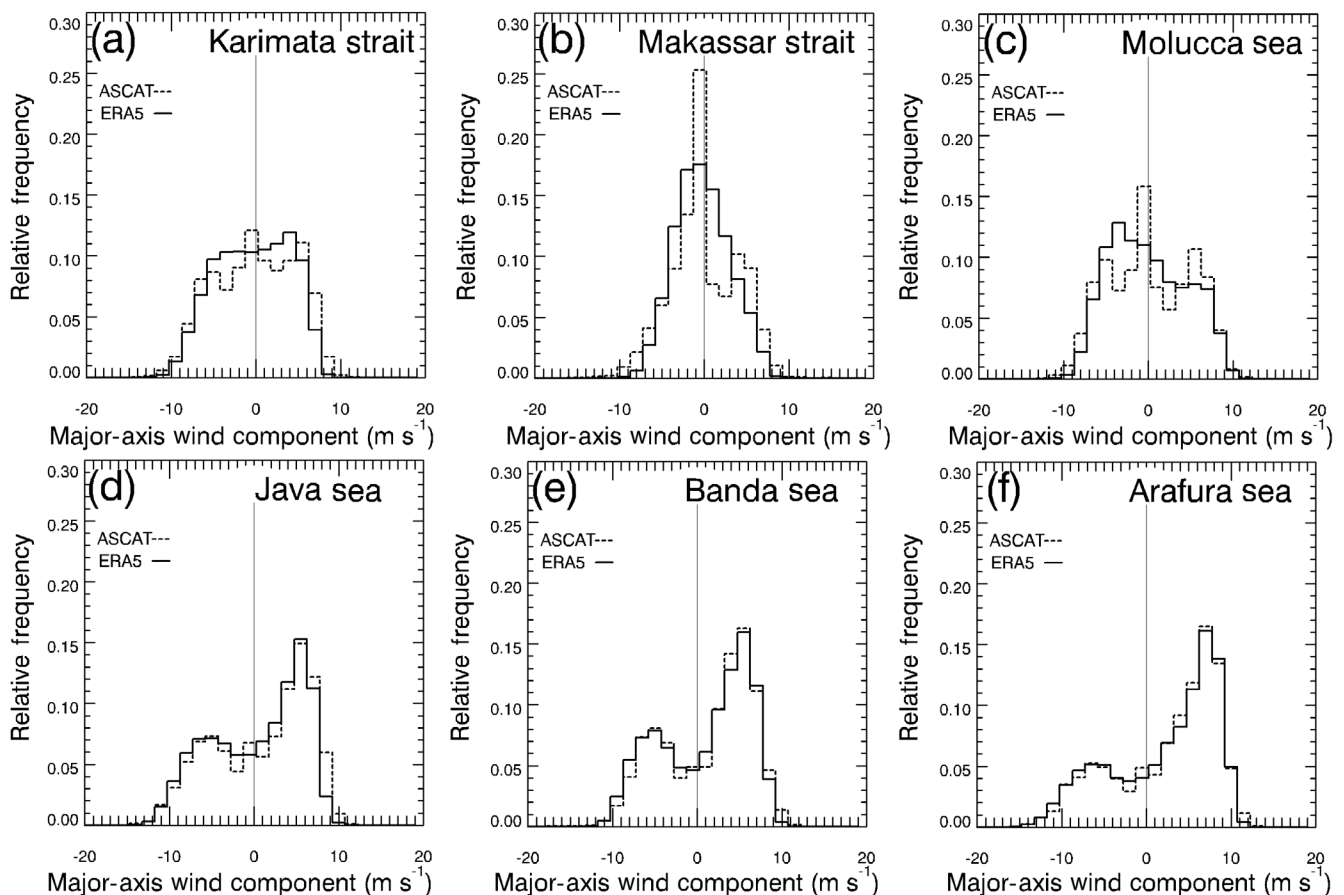 (a) Karimata strait
0.30
0.25
0.20
0.15
0.10
0.05
0.00
Relative frequency
ASCAT
ERA5
-20 -10 0 10 20
Major-axis wind component (m s⁻¹)
(b) Makassar strait
0.30
0.25
0.20
0.15
0.10
0.05
0.00
Relative frequency
ASCAT
ERA5
-20 -10 0 10 20
Major-axis wind component (m s⁻¹)
(c) Molucca sea
0.30
0.25
0.20
0.15
0.10
0.05
0.00
Relative frequency
ASCAT
ERA5
-20 -10 0 10 20
Major-axis wind component (m s⁻¹)
(d) Java sea
0.30
0.25
0.20
0.15
0.10
0.05
0.00
Relative frequency
ASCAT
ERA5
-20 -10 0 10 20
Major-axis wind component (m s⁻¹)
(e) Banda sea
0.30
0.25
0.20
0.15
0.10
0.05
0.00
Relative frequency
ASCAT
ERA5
-20 -10 0 10 20
Major-axis wind component (m s⁻¹)
(f) Arafura sea
0.30
0.25
0.20
0.15
0.10
0.05
0.00
Relative frequency
ASCAT
ERA5
-20 -10 0 10 20
Major-axis wind component (m s⁻¹)